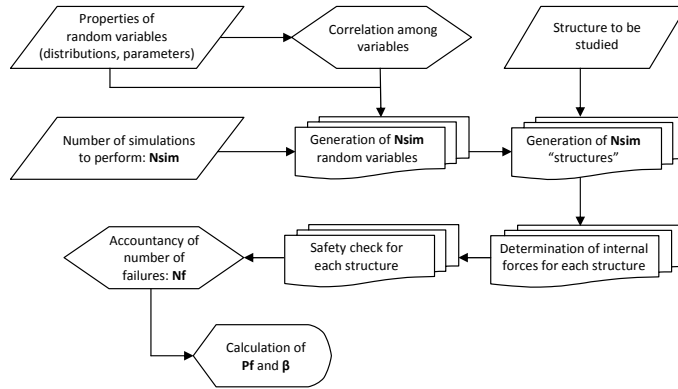 Properties of
random variables
(distributions, parameters)
Correlation among
variables
Structure to be
studied
Number of simulations
to perform: Nsim
Generation of Nsim
random variables
Generation of Nsim
“structures”
Accountancy of
number of
failures: Nf
Safety check for
each structure
Determination of internal
forces for each structure
Calculation of
Pf and β